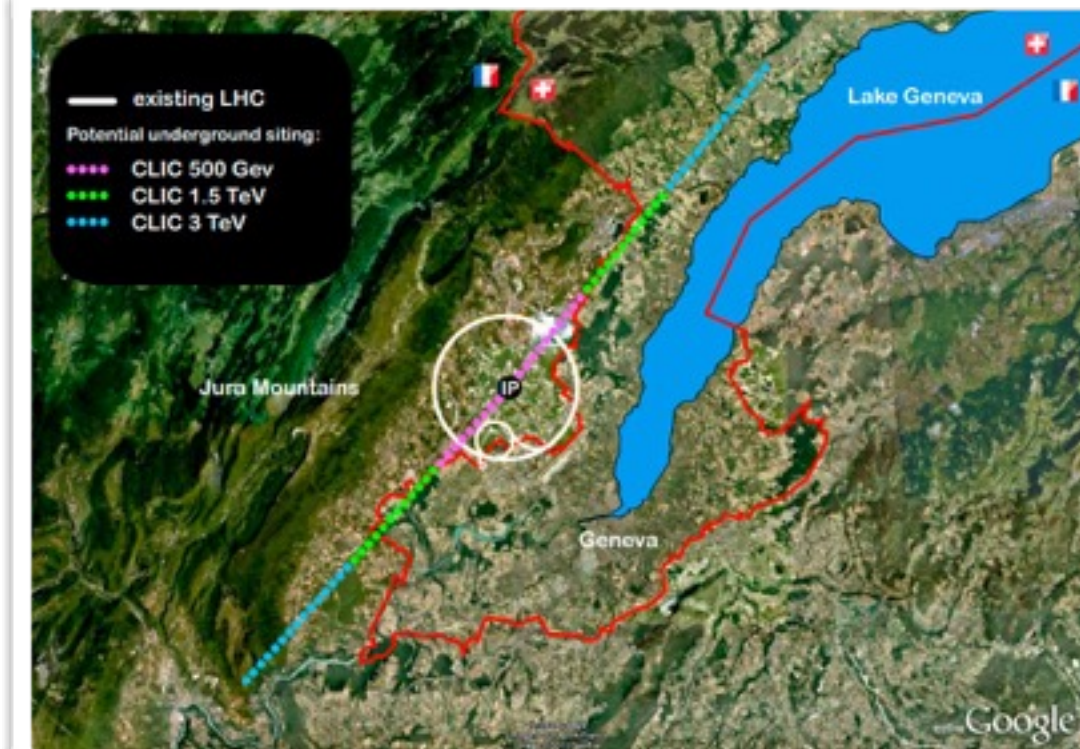 existing LHC
Potential underground siting:
CLIC 500 Gev
CLIC 1.5 TeV
CLIC 3 TeV
Lake Geneva
Jura Mountains
IP
Geneva
Google